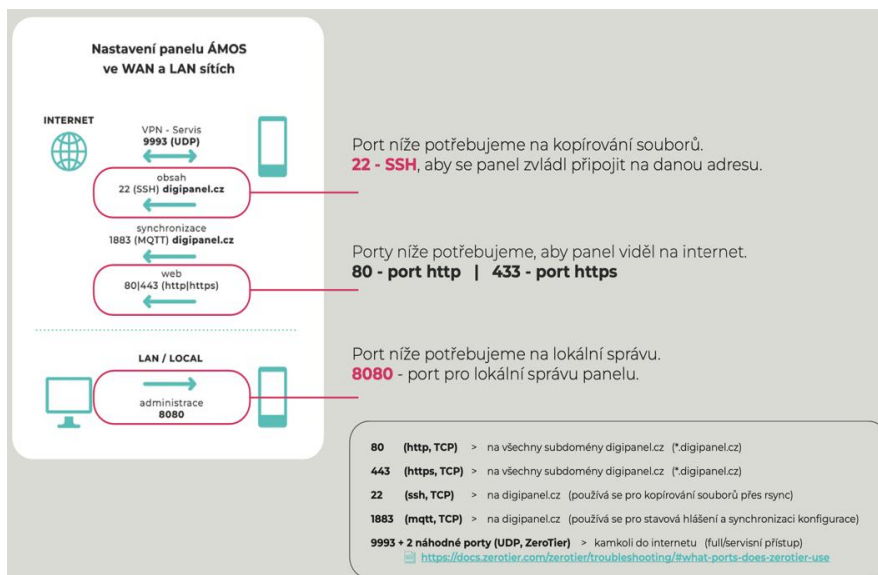 Nastavení panelu ÁMOS
ve WAN a LAN sítích
INTERNET
VPN - Servis
9993 (UDP)
obsah
22 (SSH) digipanel.cz
synchronizace
1883 (MQTT) digipanel.cz
web
80|443 (http|https)
LAN / LOCAL
administrace
8080
Port níže potřebujeme na kopírování souborů.
22 - SSH, aby se panel zvládl připojit na danou adresu.
Porty níže potřebujeme, aby panel viděl na internet.
80 - port http | 433 - port https
Port níže potřebujeme na lokální správu.
8080 - port pro lokální správu panelu.
80 (http, TCP) > na všechny subdomény digipanel.cz (*.digipanel.cz)
443 (https, TCP) > na všechny subdomény digipanel.cz (*.digipanel.cz)
22 (ssh, TCP) > na digipanel.cz (používá se pro kopírování souborů přes rsync)
1883 (mqtt, TCP) > na digipanel.cz (používá se pro stavová hlášení a synchronizaci konfigurace)
9993 + 2 náhodné porty (UDP, ZeroTier) > kamkoli do internetu (full/servisní přístup)
https://docs.zerotier.com/zerotier/troubleshooting/#what-ports-does-zerotier-use